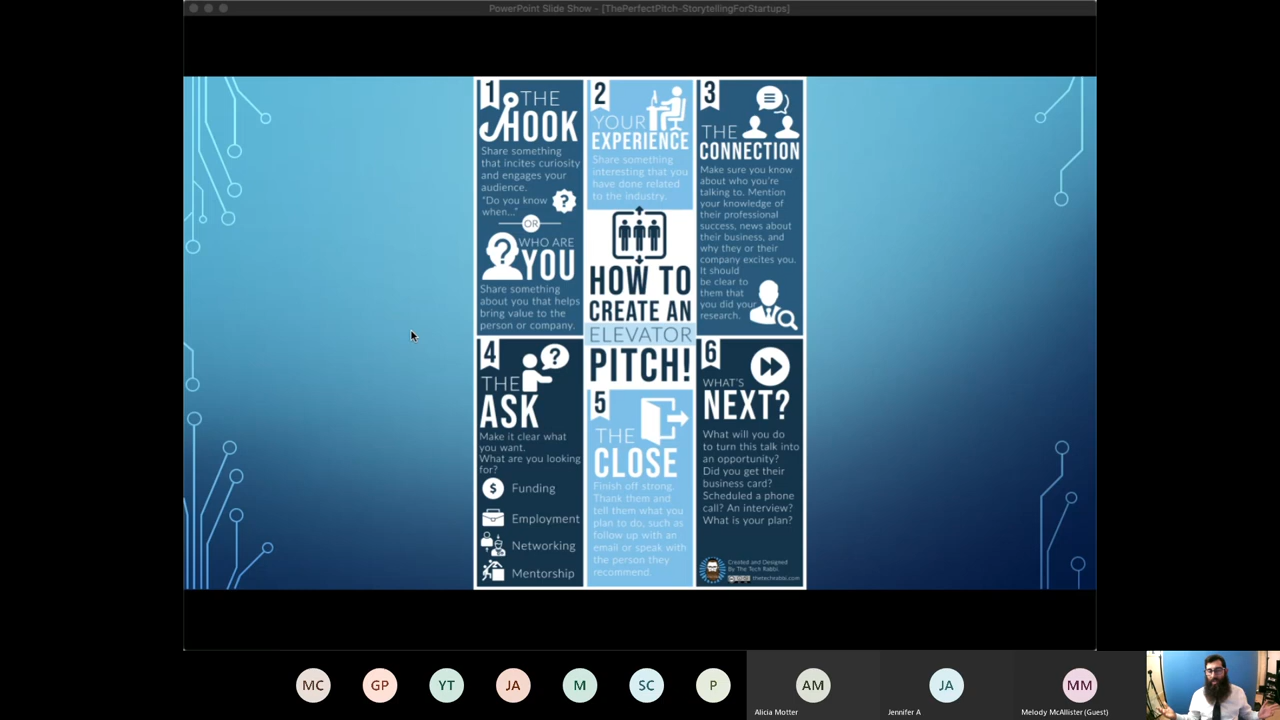 PowerPoint Slide Show - [ThePerfectPitch-StorytellingForStartups]
1
THE
HOOK
Share something
that incites curiosity
and engages your
audience.
"Do you know
when..."
?
OR
?
WHO ARE
YOU
Share something
about you that helps
bring value to the
person or company.
2
YOUR
EXPERIENCE
Share something
interesting that you
have done related
to the industry.
3
THE
CONNECTION
Make sure you know
about who you're
talking to. Mention
your knowledge of
their professional
success, news about
their business, and
why they or their
company excites you.
It should
be clear to
them that
you did your
research.
HOW TO
CREATE AN
ELEVATOR
PITCH!
4
?
THE
ASK
Make it clear what
you want.
What are you looking
for?
$ Funding
Employment
Networking
Mentorship
5
THE
CLOSE
Finish off strong.
Thank them and
tell them what you
plan to do, such as
follow up with an
email or speak with
the person they
recommend.
6
WHAT'S
NEXT?
What will you do
to turn this talk into
an opportunity?
Did you get their
business card?
Scheduled a phone
call? An interview?
What is your plan?
Created and Designed
By The Tech Rabbi
thetechrabbi.com
MC
GP
YT
JA
M
SC
P
AM
Alicia Motter
JA
Jennifer A
MM
Melody McAllister (Guest)